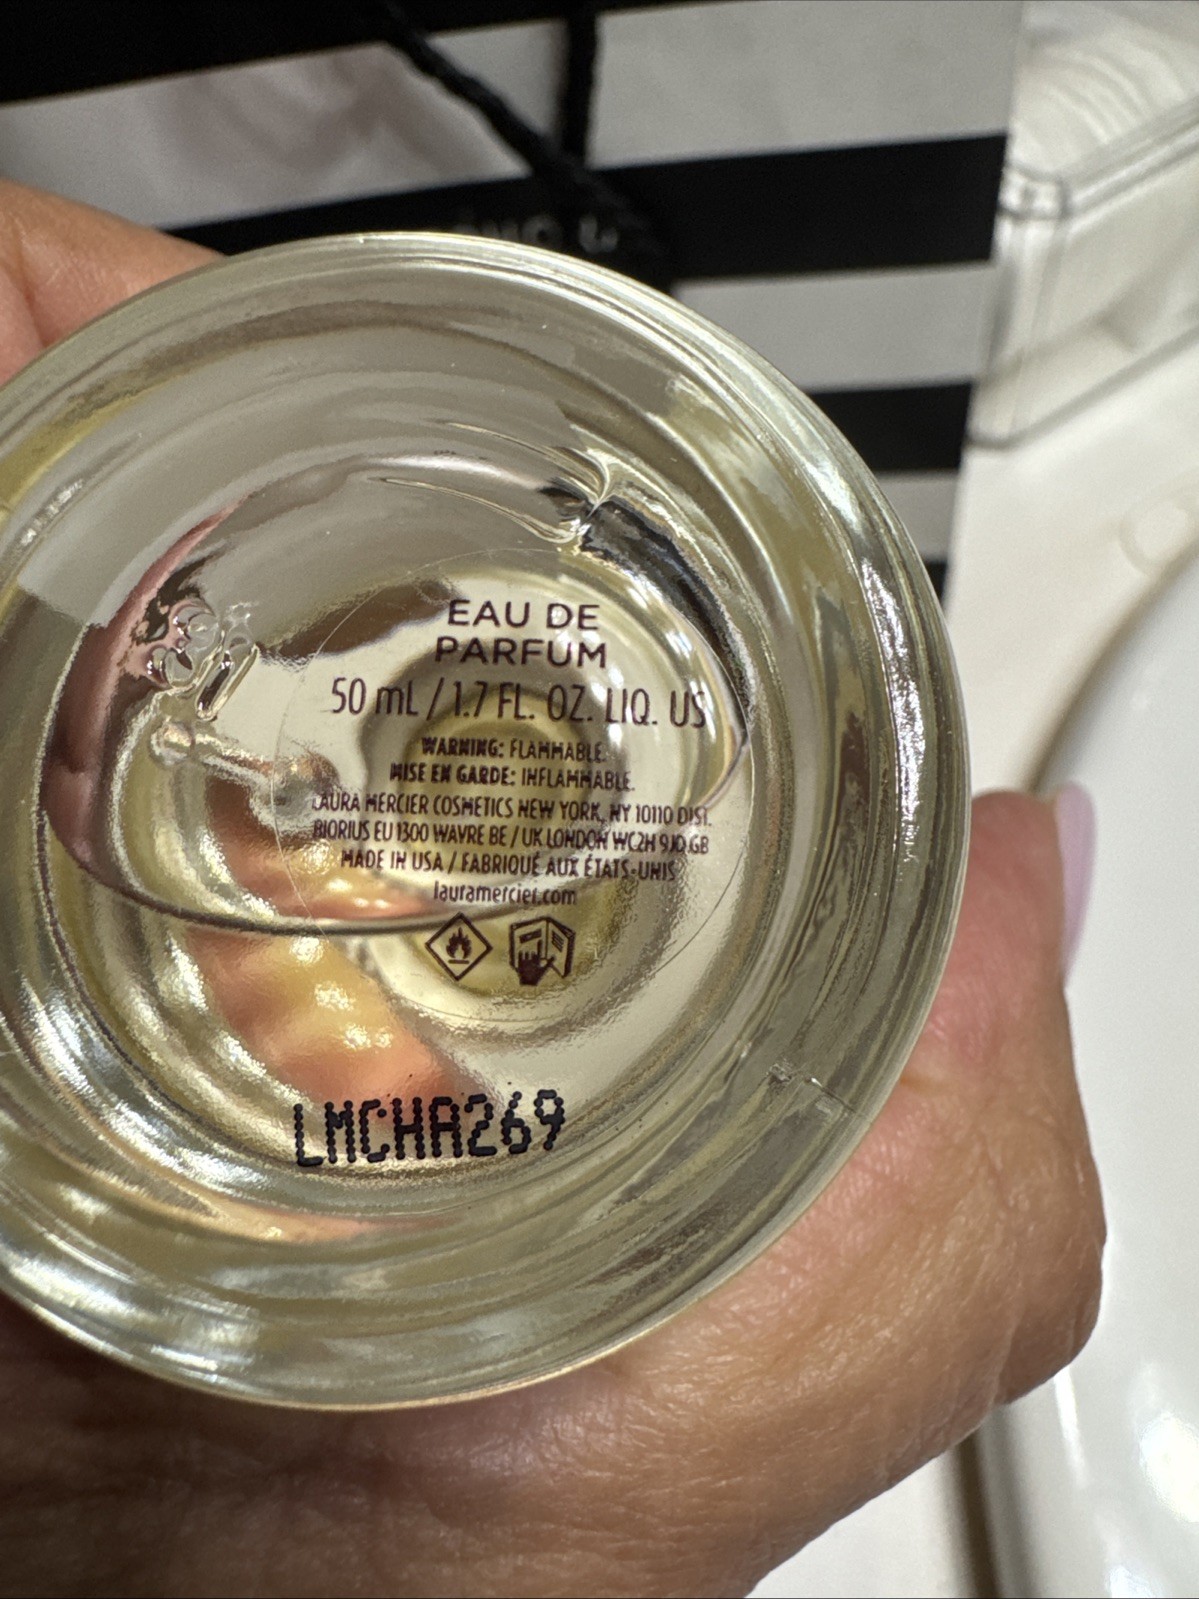 EAU DE
PARFUM
50 mL / 1.7 FL. OZ. LIQ. US
WARNING: FLAMMABLE.
MISE EN GARDE: INFLAMMABLE.
LAURA MERCIER COSMETICS NEW YORK, NY 10110 DIST.
BIORIUS EU 1300 WAVRE BE / UK LONDON WC2H 9JQ GB
MADE IN USA / FABRIQUÉ AUX ÉTATS-UNIS
lauramercier.com
LMCHA269